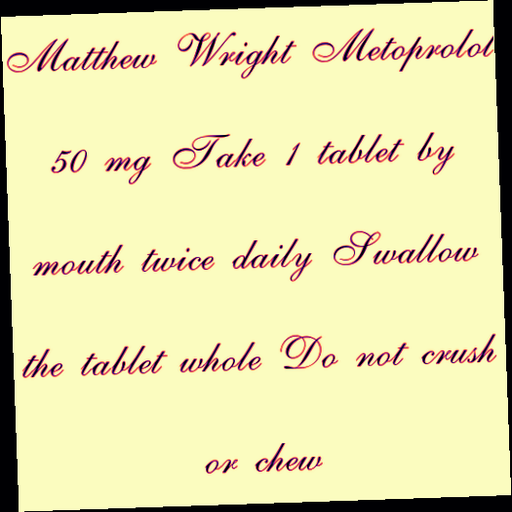 Matthew Wright Metoprolol
50 mg Take 1 tablet by
mouth twice daily Swallow
the tablet whole Do not crush
or chew